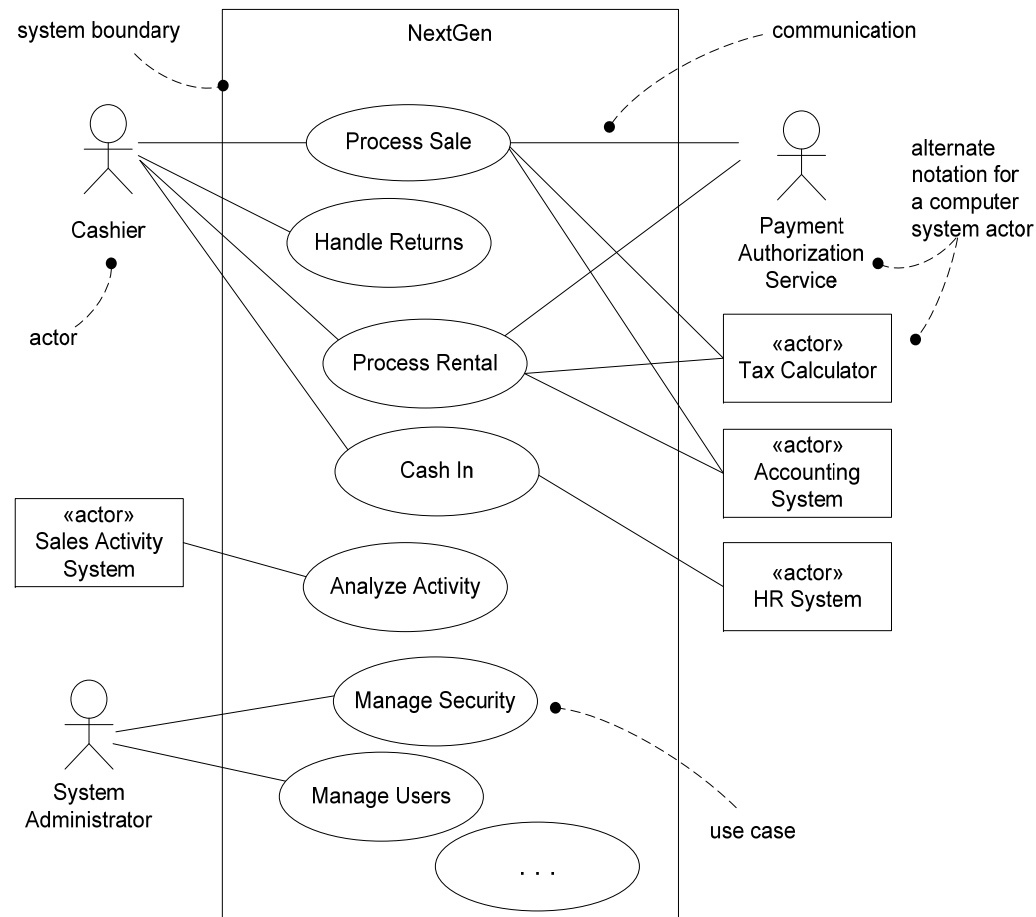 system boundary
NextGen
communication
Process Sale
alternate
notation for
a computer
system actor
Cashier
Handle Returns
Payment
Authorization
Service
actor
Process Rental
«actor»
Tax Calculator
Cash In
«actor»
Accounting
System
«actor»
Sales Activity
System
Analyze Activity
«actor»
HR System
Manage Security
System
Administrator
Manage Users
use case
. . .